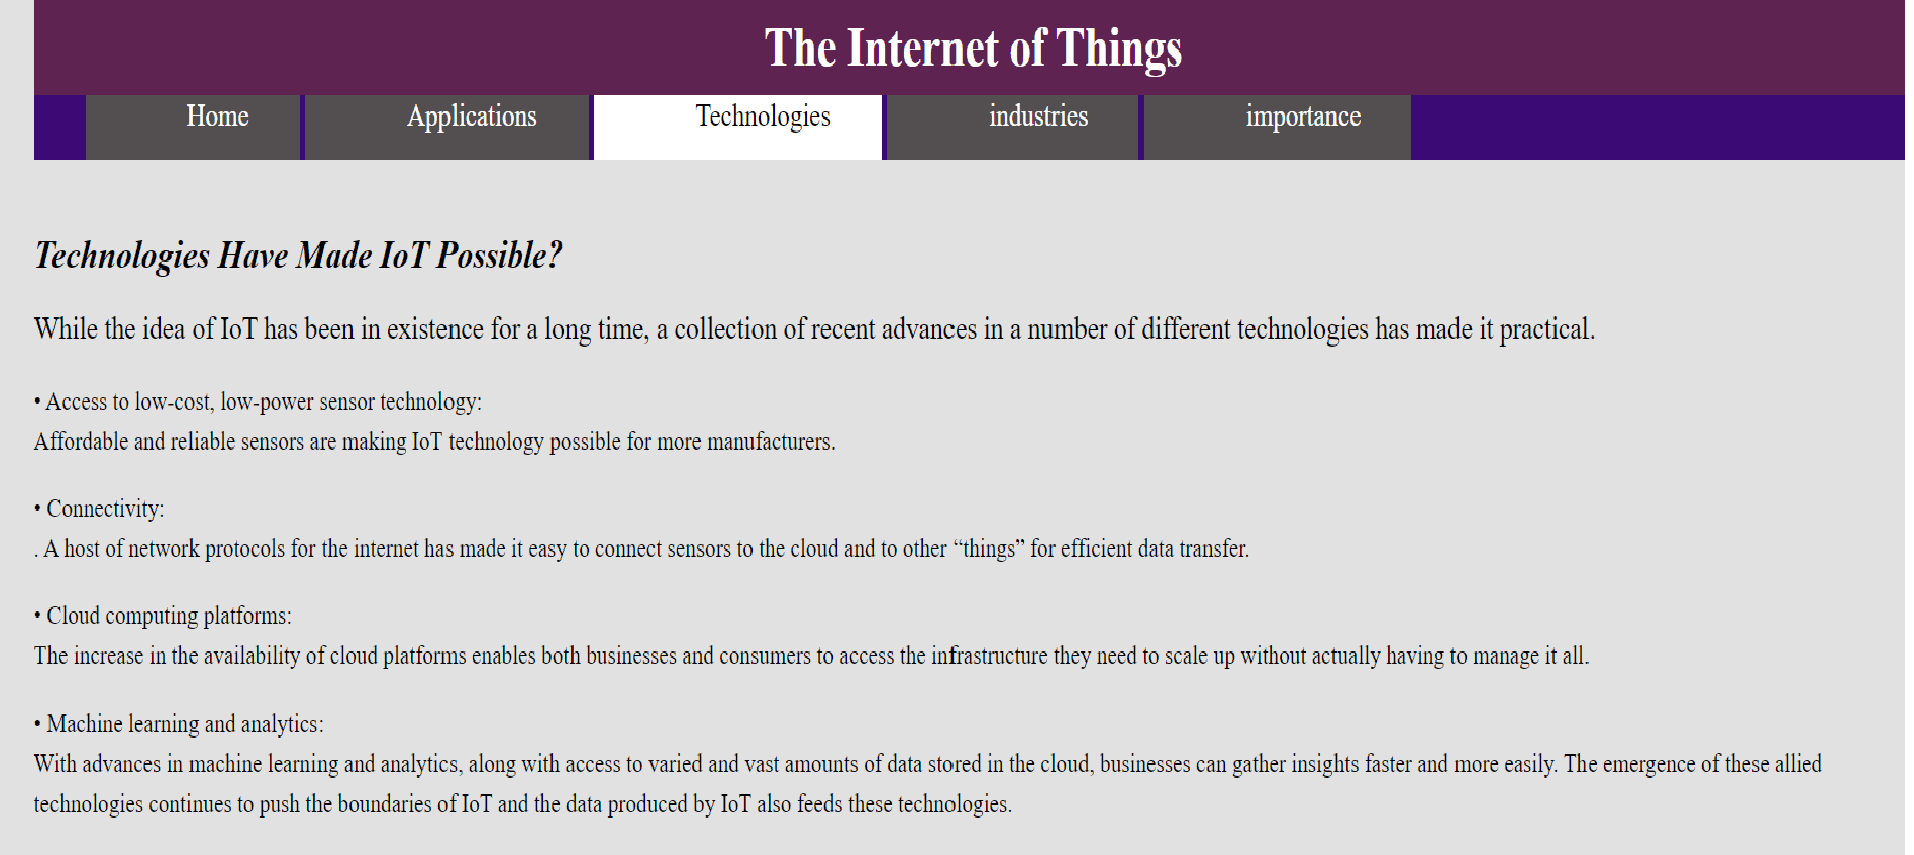 The Internet of Things
Home Applications Technologies industries importance
Technologies Have Made IoT Possible?
While the idea of IoT has been in existence for a long time, a collection of recent advances in a number of different technologies has made it practical.
• Access to low-cost, low-power sensor technology:
Affordable and reliable sensors are making IoT technology possible for more manufacturers.
• Connectivity:
. A host of network protocols for the internet has made it easy to connect sensors to the cloud and to other “things” for efficient data transfer.
• Cloud computing platforms:
The increase in the availability of cloud platforms enables both businesses and consumers to access the infrastructure they need to scale up without actually having to manage it all.
• Machine learning and analytics:
With advances in machine learning and analytics, along with access to varied and vast amounts of data stored in the cloud, businesses can gather insights faster and more easily. The emergence of these allied
technologies continues to push the boundaries of IoT and the data produced by IoT also feeds these technologies.